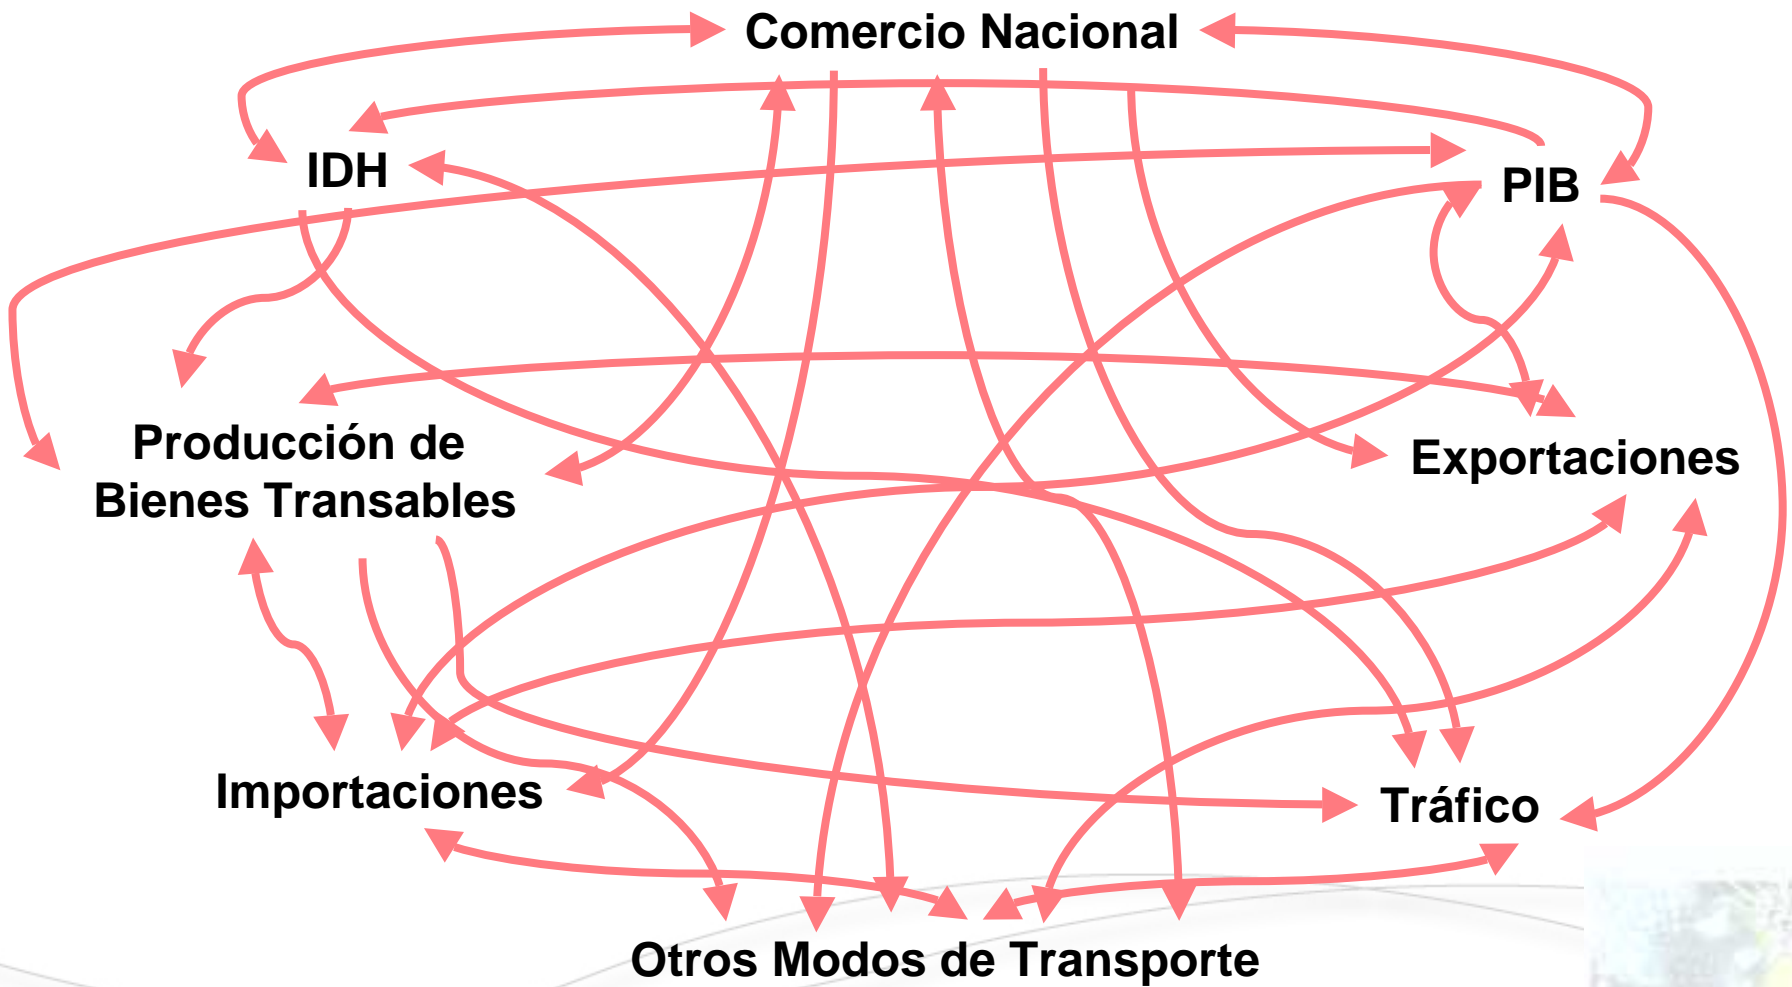 Comercio Nacional
IDH
PIB
Producción de
Bienes Transables
Exportaciones
Importaciones
Tráfico
Otros Modos de Transporte